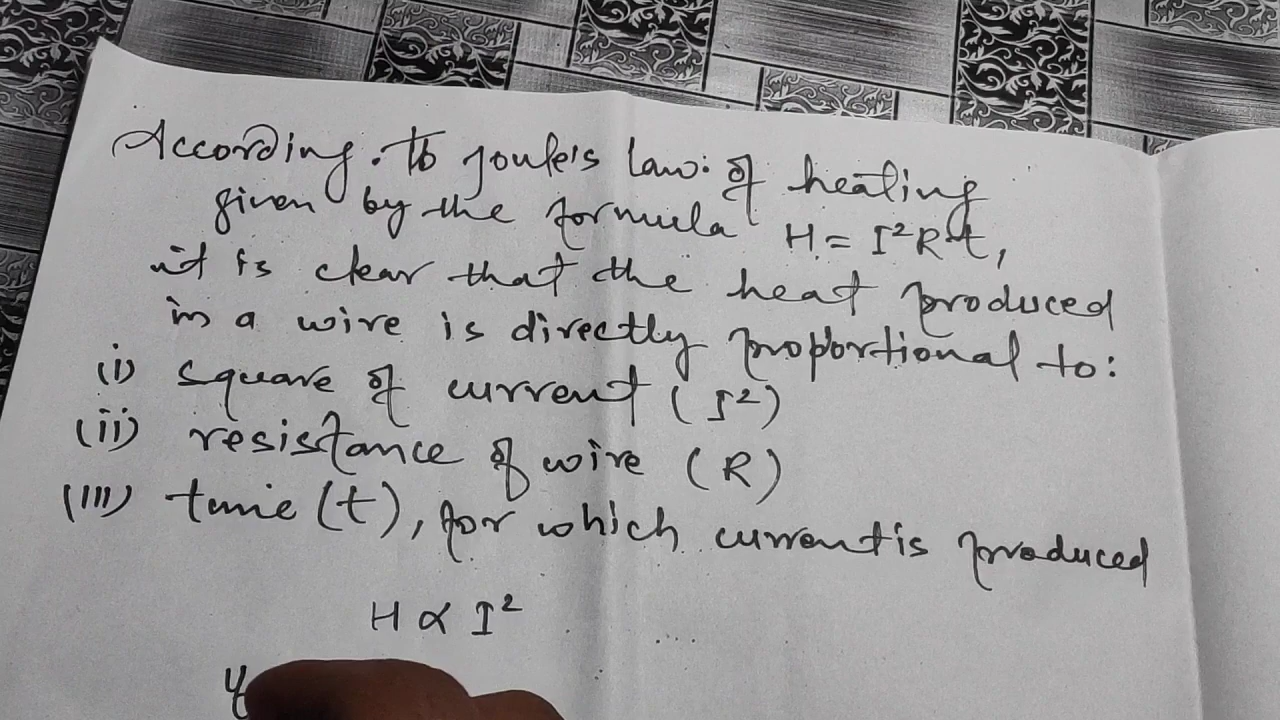 According to Joule's law of heating
given by the formula H = I²Rt,
it is clear that the heat produced
in a wire is directly proportional to:
(i) square of current (I²)
(ii) resistance of wire (R)
(III) time (t), for which current is produced
H ∝ I²